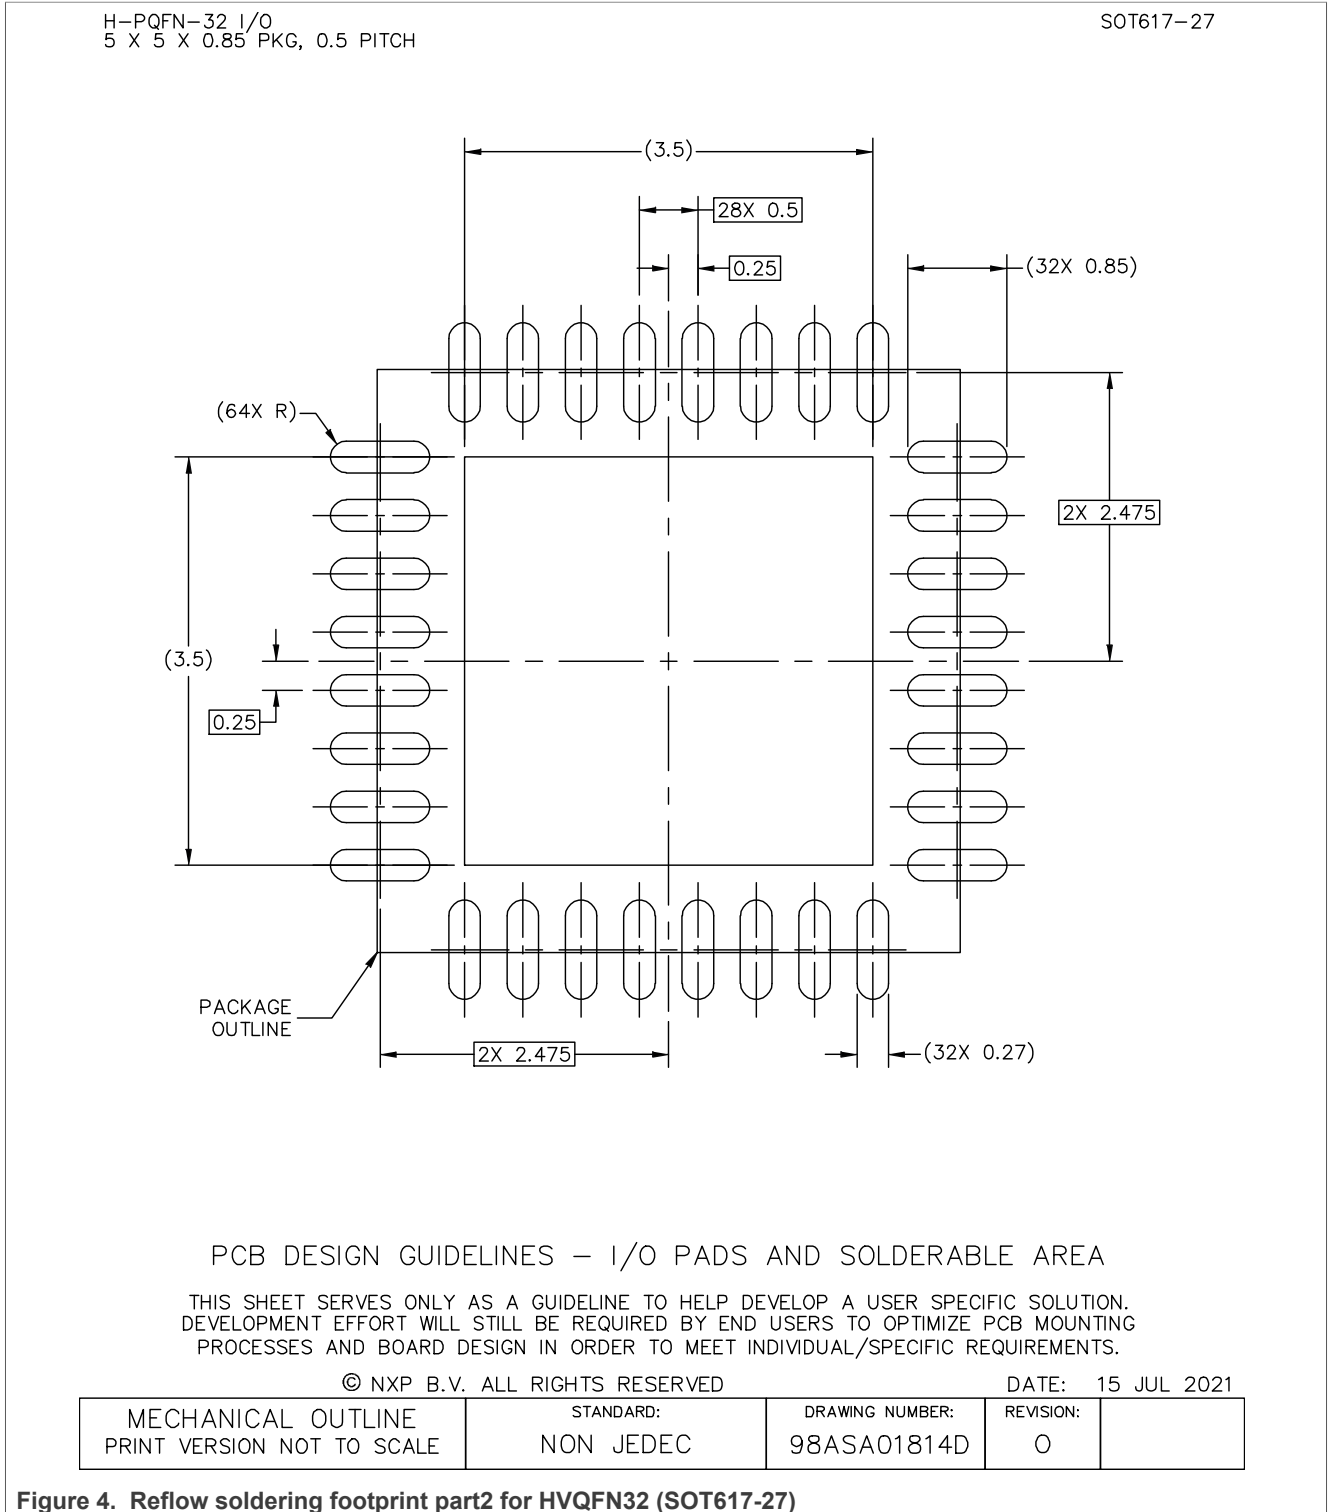 H-PQFN-32 I/O
5 X 5 X 0.85 PKG, 0.5 PITCH
SOT617-27
(3.5)
28X 0.5
0.25
(32X 0.85)
(64X R)
2X 2.475
(3.5)
0.25
PACKAGE
OUTLINE
2X 2.475
(32X 0.27)
PCB DESIGN GUIDELINES - I/O PADS AND SOLDERABLE AREA
THIS SHEET SERVES ONLY AS A GUIDELINE TO HELP DEVELOP A USER SPECIFIC SOLUTION.
DEVELOPMENT EFFORT WILL STILL BE REQUIRED BY END USERS TO OPTIMIZE PCB MOUNTING
PROCESSES AND BOARD DESIGN IN ORDER TO MEET INDIVIDUAL/SPECIFIC REQUIREMENTS.
© NXP B.V. ALL RIGHTS RESERVED
DATE: 15 JUL 2021
MECHANICAL OUTLINE
PRINT VERSION NOT TO SCALE
STANDARD:
NON JEDEC
DRAWING NUMBER:
98ASA01814D
REVISION:
O
Figure 4. Reflow soldering footprint part2 for HVQFN32 (SOT617-27)